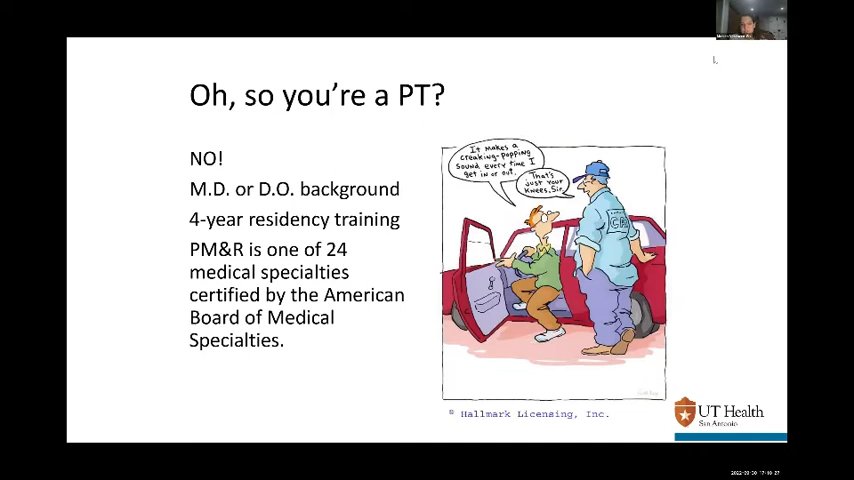 Oh, so you're a PT?
NO!
M.D. or D.O. background
4-year residency training
PM&R is one of 24
medical specialties
certified by the American
Board of Medical
Specialties.
It makes a
creaking-popping
sound every time I
get in or out.
That's
just your
knees, Sir.
© Hallmark Licensing, Inc.
UT Health
San Antonio